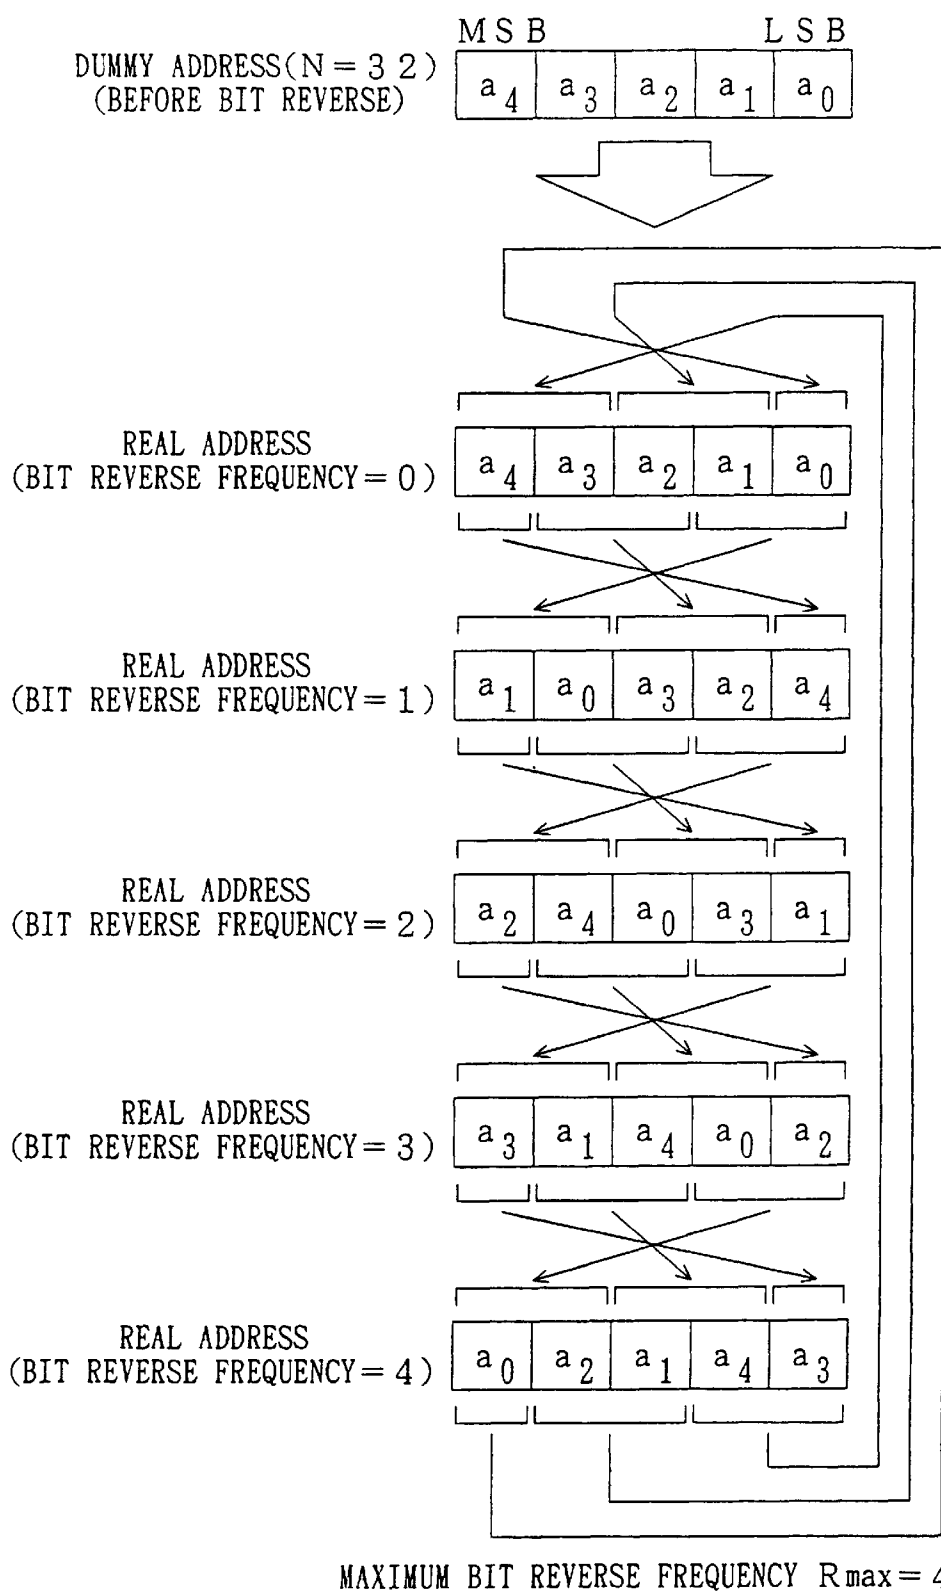 MSB LSB
DUMMY ADDRESS(N=32) a4 a3 a2 a1 a0
(BEFORE BIT REVERSE)
REAL ADDRESS
(BIT REVERSE FREQUENCY=0) a4 a3 a2 a1 a0
REAL ADDRESS
(BIT REVERSE FREQUENCY=1) a1 a0 a3 a2 a4
REAL ADDRESS
(BIT REVERSE FREQUENCY=2) a2 a4 a0 a3 a1
REAL ADDRESS
(BIT REVERSE FREQUENCY=3) a3 a1 a4 a0 a2
REAL ADDRESS
(BIT REVERSE FREQUENCY=4) a0 a2 a1 a4 a3
MAXIMUM BIT REVERSE FREQUENCY Rmax=4